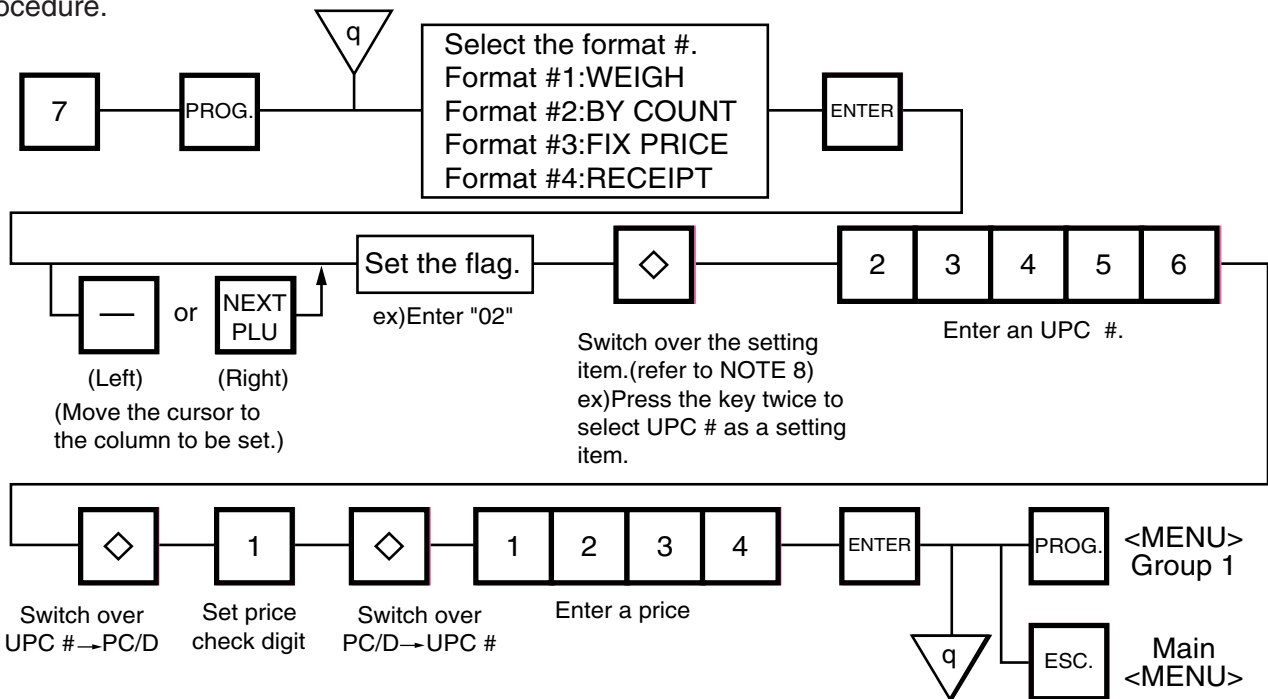 ocedure.
q
Select the format #.
Format #1:WEIGH
Format #2:BY COUNT
Format #3:FIX PRICE
Format #4:RECEIPT
7
PROG.
ENTER
—
or
NEXT
PLU
(Left)
(Right)
(Move the cursor to
the column to be set.)
Set the flag.
ex)Enter "02"
◇
Switch over the setting
item.(refer to NOTE 8)
ex)Press the key twice to
select UPC # as a setting
item.
2 3 4 5 6
Enter an UPC #.
◇
Switch over
UPC #→PC/D
1
Set price
check digit
◇
Switch over
PC/D→UPC #
1 2 3 4
Enter a price
ENTER
q
PROG.
<MENU>
Group 1
ESC.
Main
<MENU>